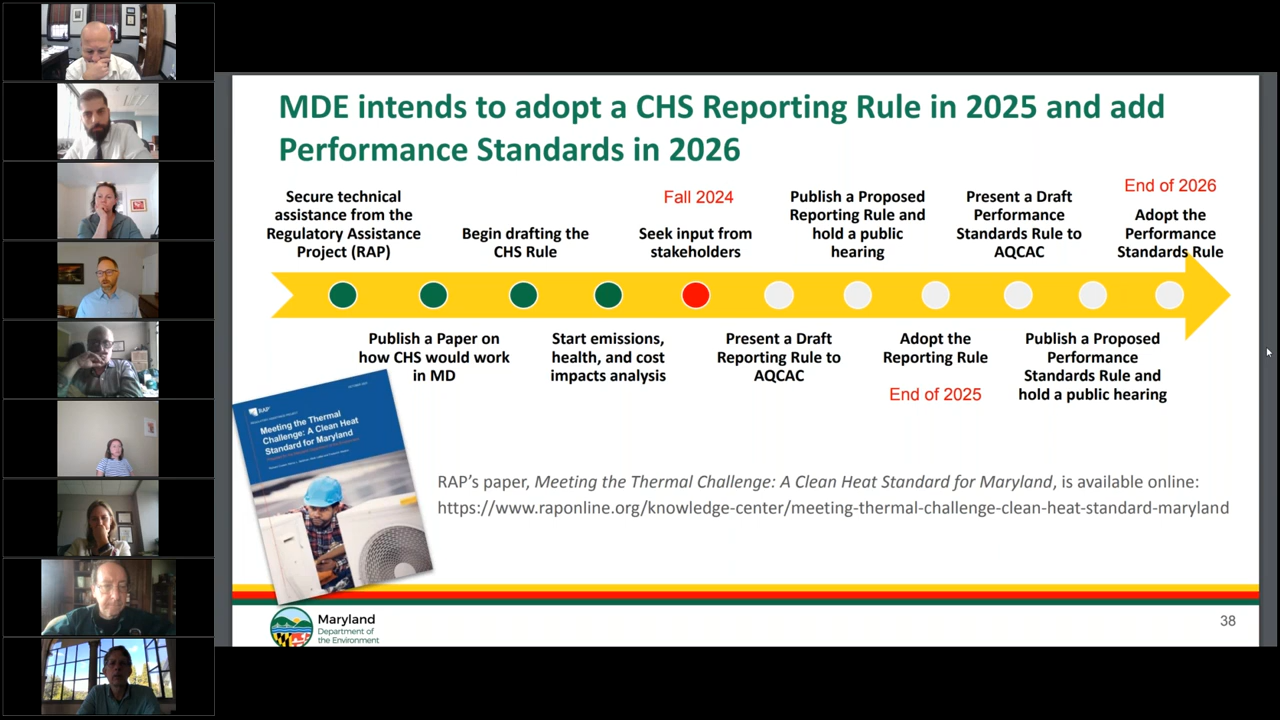 MDE intends to adopt a CHS Reporting Rule in 2025 and add
Performance Standards in 2026
Secure technical
assistance from the
Regulatory Assistance
Project (RAP)
Begin drafting the
CHS Rule
Fall 2024
Seek input from
stakeholders
Publish a Proposed
Reporting Rule and
hold a public
hearing
Present a Draft
Performance
Standards Rule to
AQCAC
End of 2026
Adopt the
Performance
Standards Rule
Publish a Paper on
how CHS would work
in MD
Start emissions,
health, and cost
impacts analysis
Present a Draft
Reporting Rule to
AQCAC
Adopt the
Reporting Rule
End of 2025
Publish a Proposed
Performance
Standards Rule and
hold a public hearing
RAP
Meeting the Thermal
Challenge: A Clean Heat
Standard for Maryland
RAP's paper, Meeting the Thermal Challenge: A Clean Heat Standard for Maryland, is available online:
https://www.raponline.org/knowledge-center/meeting-thermal-challenge-clean-heat-standard-maryland
Maryland
Department of
the Environment
38